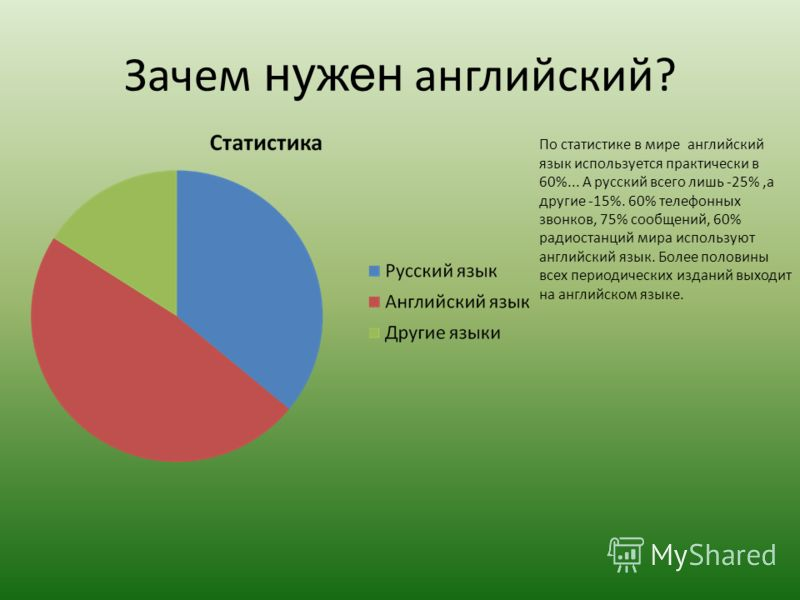 Зачем нужен английский?
Статистика
По статистике в мире английский
язык используется практически в
60%... А русский всего лишь -25% ,а
другие -15%. 60% телефонных
звонков, 75% сообщений, 60%
радиостанций мира используют
английский язык. Более половины
всех периодических изданий выходит
на английском языке.
Русский язык
Английский язык
Другие языки
MyShared